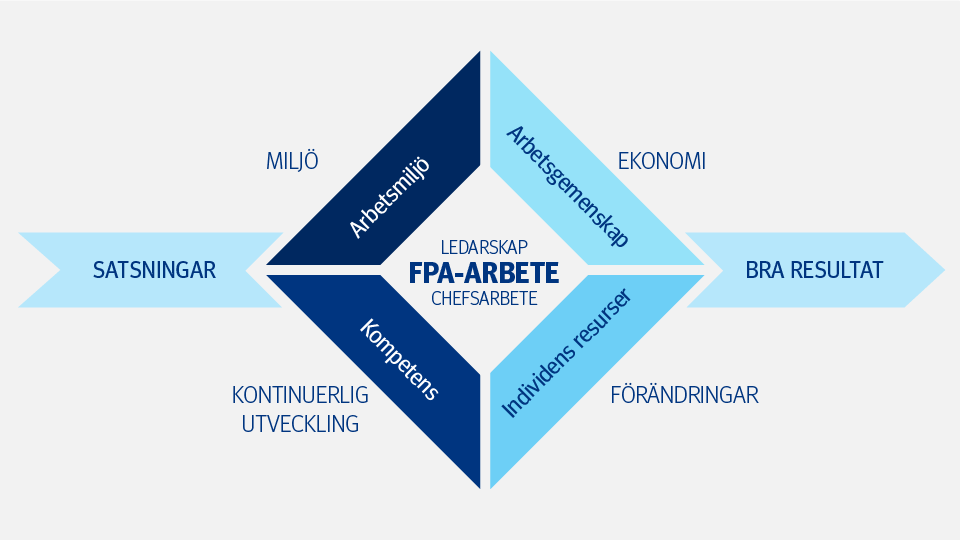 MILJÖ
EKONOMI
Arbetsmiljö
Arbetsgemenskap
SATSNINGAR
LEDARSKAP
FPA-ARBETE
CHEFSARBETE
BRA RESULTAT
Kompetens
Individens resurser
KONTINUERLIG
UTVECKLING
FÖRÄNDRINGAR